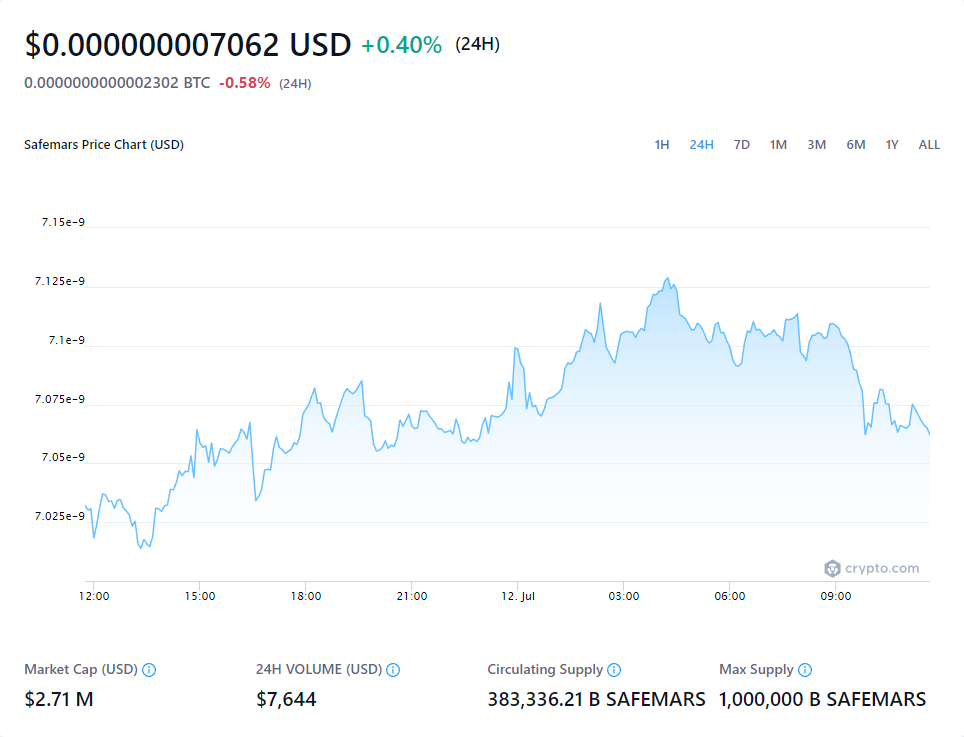 $0.000000007062 USD +0.40% (24H)
0.0000000000002302 BTC -0.58% (24H)
Safemars Price Chart (USD) 1H 24H 7D 1M 3M 6M 1Y ALL
7.15e-9
7.125e-9
7.1e-9
7.075e-9
7.05e-9
7.025e-9
crypto.com
12:00 15:00 18:00 21:00 12. Jul 03:00 06:00 09:00
Market Cap (USD) 24H VOLUME (USD) Circulating Supply Max Supply
$2.71 M $7,644 383,336.21 B SAFEMARS 1,000,000 B SAFEMARS